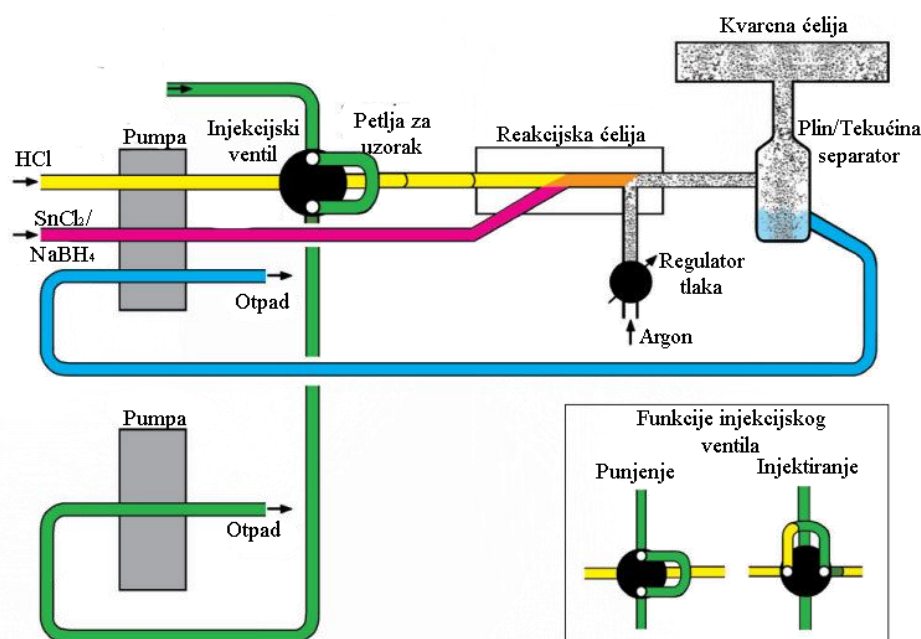 Kvarcna ćelija
Pumpa
Injekcijski
ventil
Petlja za
uzorak
Reakcijska ćelija
Plin/Tekućina
separator
HCl
SnCl₂/
NaBH₄
Otpad
Regulator
tlaka
Argon
Pumpa
Otpad
Funkcije injekcijskog
ventila
Punjenje
Injektiranje